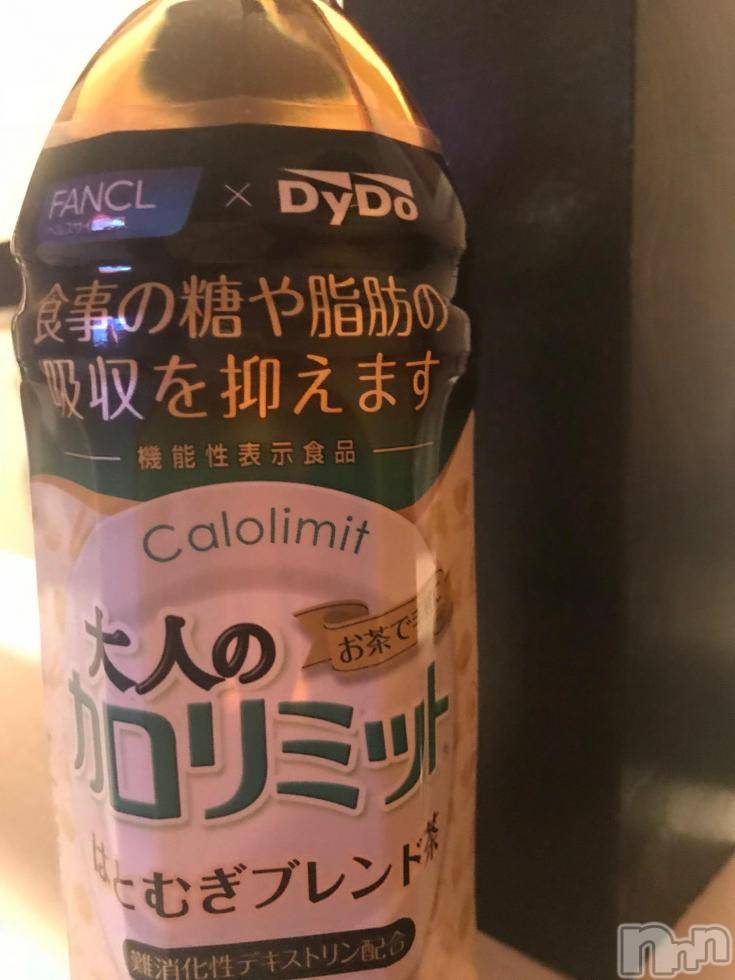 FANCL × DyDo
食事の糖や脂肪の
吸収を抑えます
機能性表示食品
Calolimit
大人の
お茶で
カロリミット
はとむぎブレンド茶
難消化性デキストリン配合
nnn